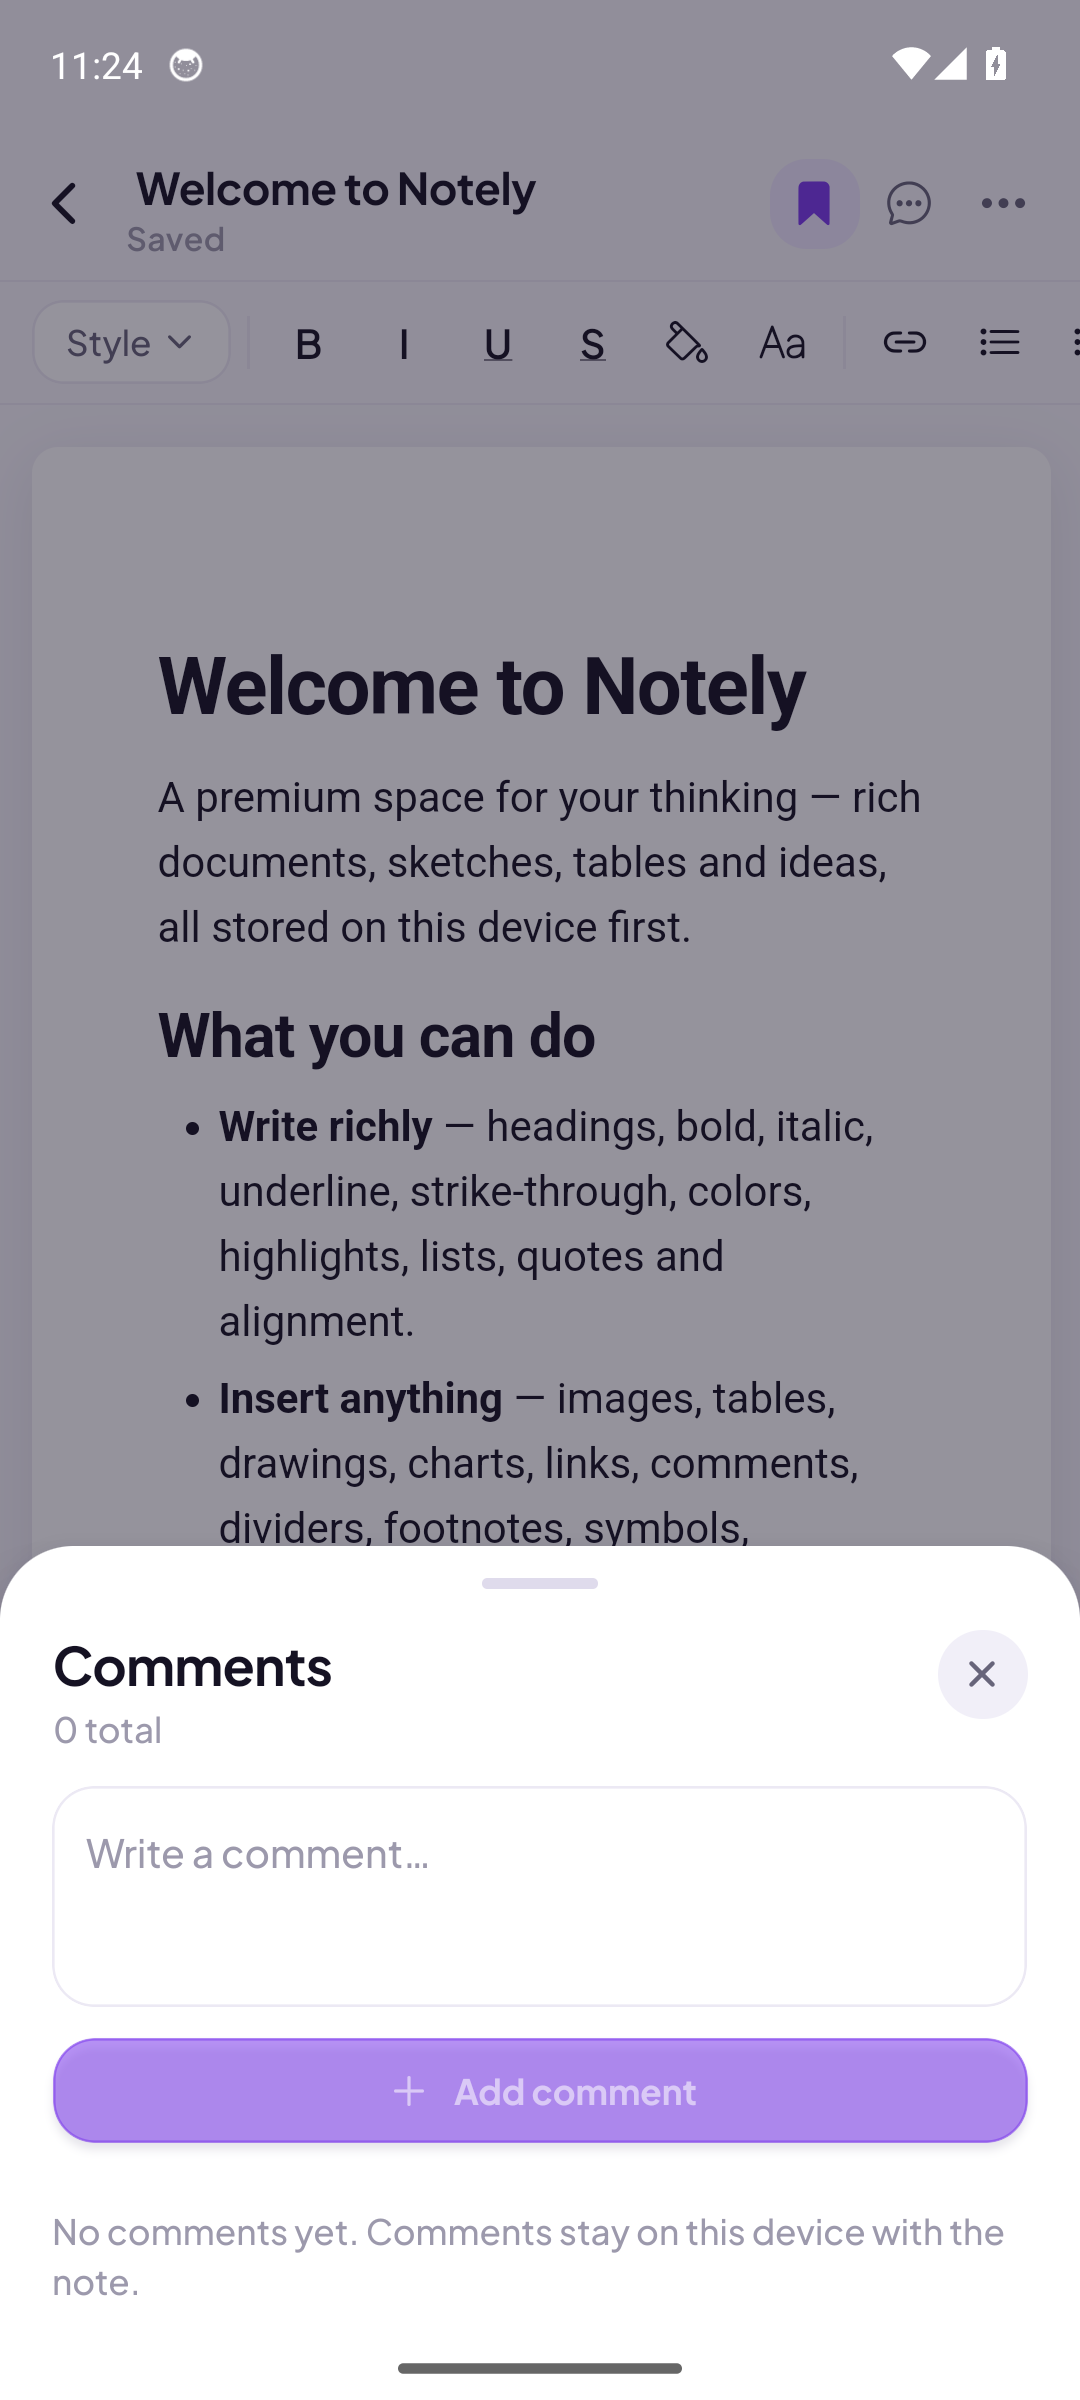 11:24
Welcome to Notely
Saved
Style
B I U S Aa
Welcome to Notely
A premium space for your thinking — rich
documents, sketches, tables and ideas,
all stored on this device first.
What you can do
• Write richly — headings, bold, italic,
underline, strike-through, colors,
highlights, lists, quotes and
alignment.
• Insert anything — images, tables,
drawings, charts, links, comments,
dividers, footnotes, symbols,
Comments
0 total
Write a comment...
Add comment
No comments yet. Comments stay on this device with the
note.